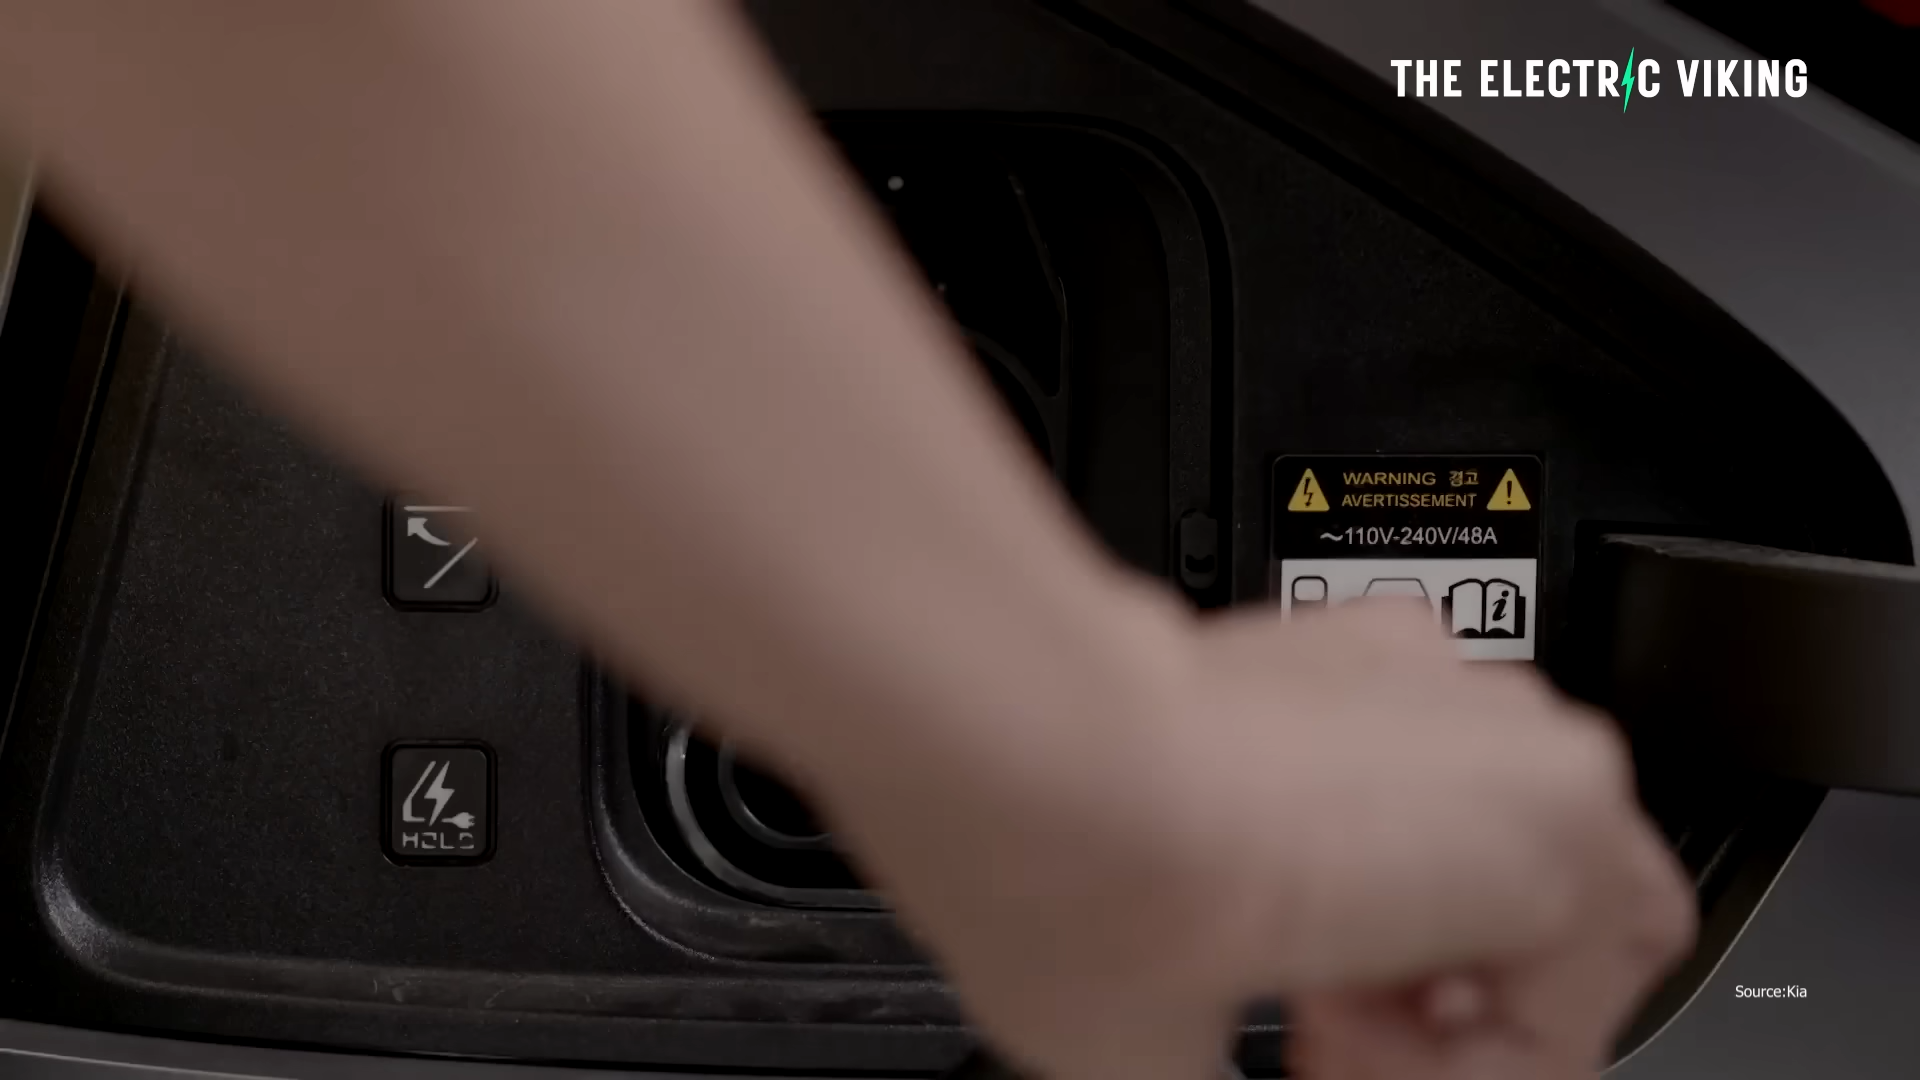 THE ELECTRIC VIKING
WARNING 경고
AVERTISSEMENT
~110V-240V/48A
i
HOLD
Source:Kia